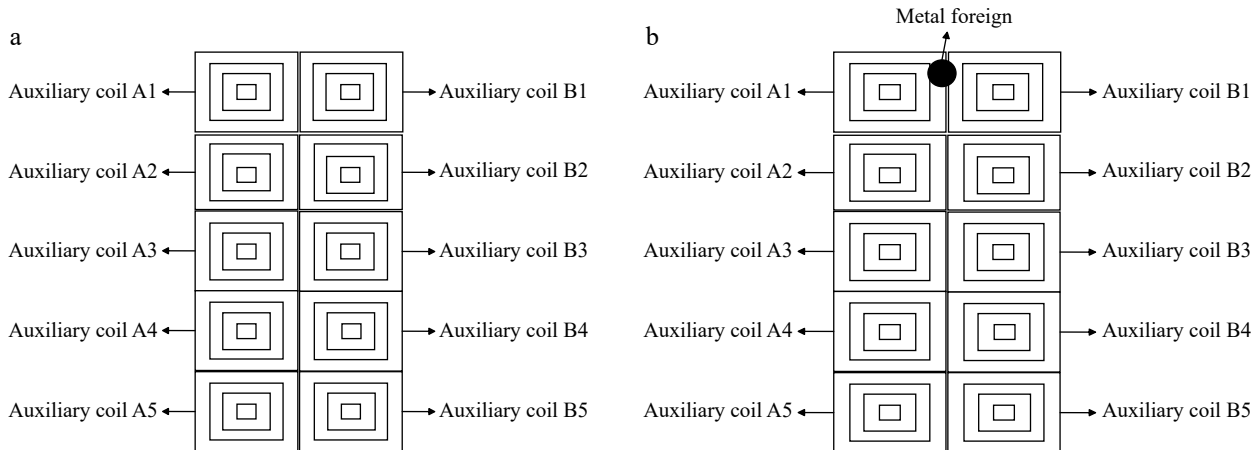 a
Auxiliary coil A1
Auxiliary coil B1
Auxiliary coil A2
Auxiliary coil B2
Auxiliary coil A3
Auxiliary coil B3
Auxiliary coil A4
Auxiliary coil B4
Auxiliary coil A5
Auxiliary coil B5
b
Metal foreign
Auxiliary coil A1
Auxiliary coil B1
Auxiliary coil A2
Auxiliary coil B2
Auxiliary coil A3
Auxiliary coil B3
Auxiliary coil A4
Auxiliary coil B4
Auxiliary coil A5
Auxiliary coil B5